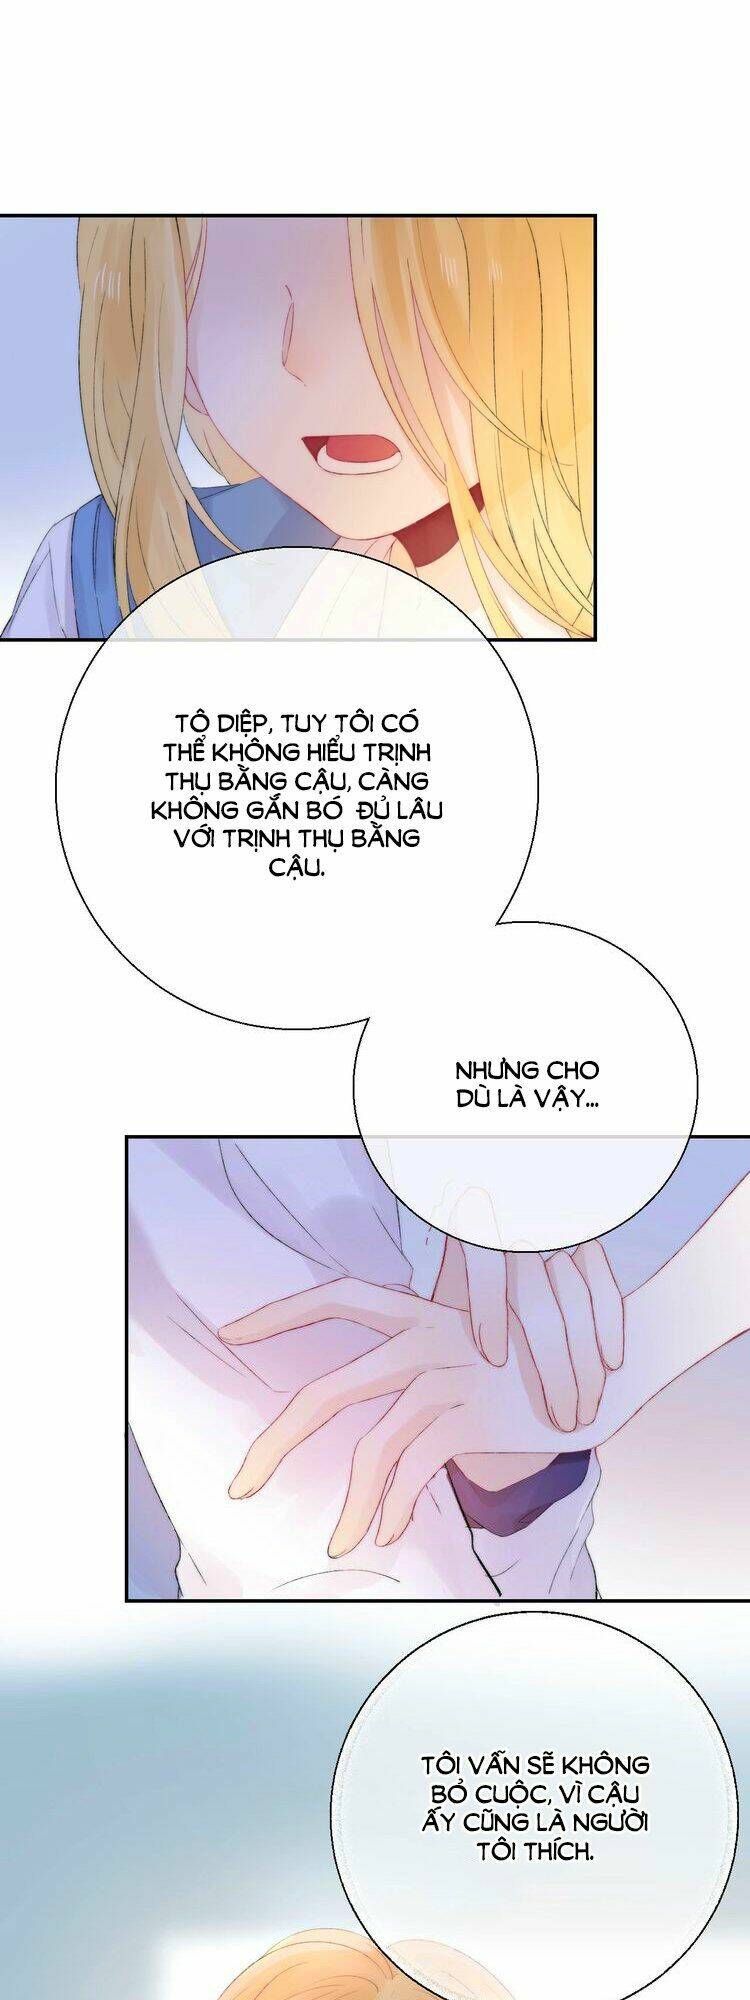 TÔ DIỆP, TUY TÔI CÓ
THỂ KHÔNG HIỂU TRỊNH
THỤ BẰNG CẬU, CÀNG
KHÔNG GẮN BÓ ĐỦ LÂU
VỚI TRỊNH THỤ BẰNG
CẬU.
NHƯNG CHO
DÙ LÀ VẬY...
TÔI VẪN SẼ KHÔNG
BỎ CUỘC, VÌ CẬU
ẤY CŨNG LÀ NGƯỜI
TÔI THÍCH.